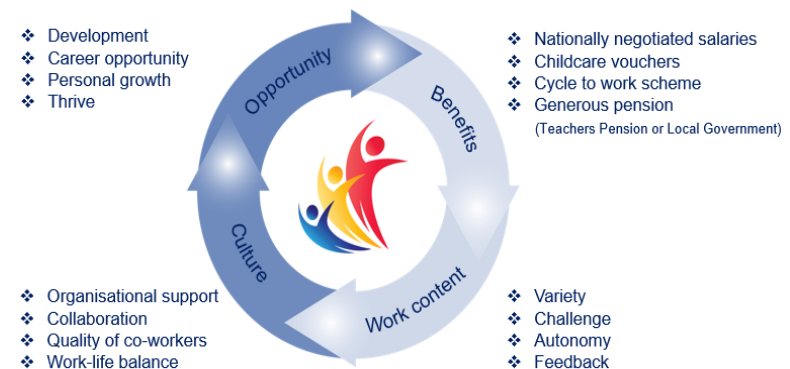 ❖ Development
❖ Career opportunity
❖ Personal growth
❖ Thrive
Opportunity
Benefits
❖ Nationally negotiated salaries
❖ Childcare vouchers
❖ Cycle to work scheme
❖ Generous pension
(Teachers Pension or Local Government)
Culture
Work content
❖ Organisational support
❖ Collaboration
❖ Quality of co-workers
❖ Work-life balance
❖ Variety
❖ Challenge
❖ Autonomy
❖ Feedback